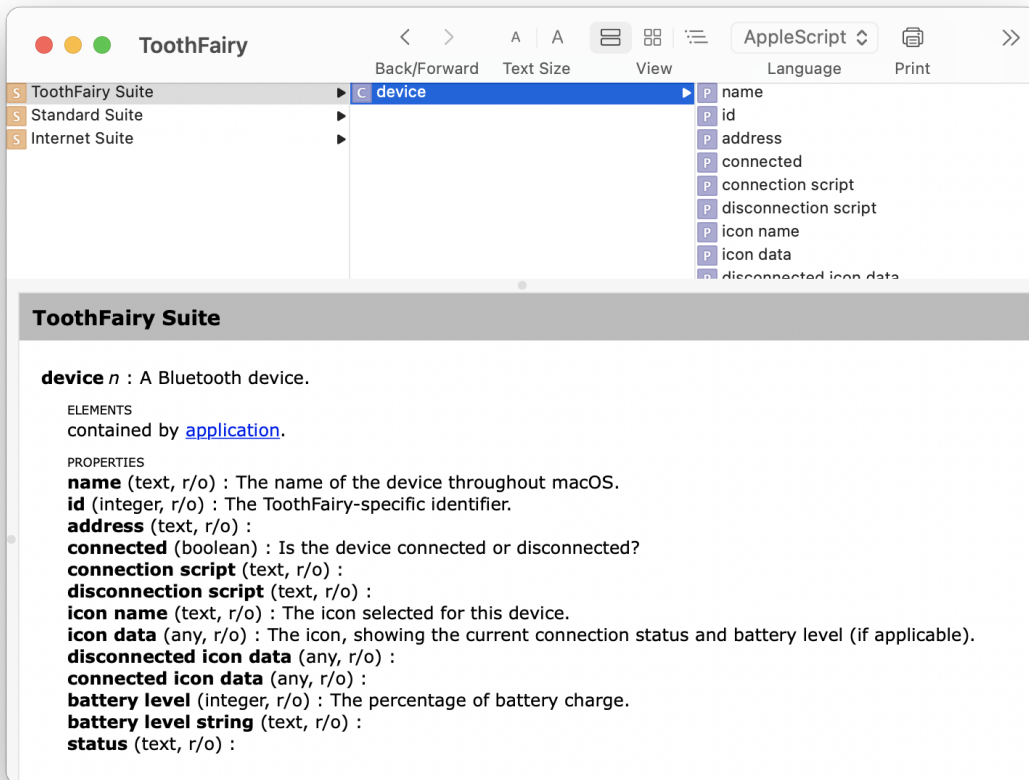 ToothFairy
A A
AppleScript
Back/Forward Text Size View Language Print
S ToothFairy Suite
S Standard Suite
S Internet Suite
C device
P name
P id
P address
P connected
P connection script
P disconnection script
P icon name
P icon data
P disconnected icon data
ToothFairy Suite
device n : A Bluetooth device.
ELEMENTS
contained by application.
PROPERTIES
name (text, r/o) : The name of the device throughout macOS.
id (integer, r/o) : The ToothFairy-specific identifier.
address (text, r/o) :
connected (boolean) : Is the device connected or disconnected?
connection script (text, r/o) :
disconnection script (text, r/o) :
icon name (text, r/o) : The icon selected for this device.
icon data (any, r/o) : The icon, showing the current connection status and battery level (if applicable).
disconnected icon data (any, r/o) :
connected icon data (any, r/o) :
battery level (integer, r/o) : The percentage of battery charge.
battery level string (text, r/o) :
status (text, r/o) :